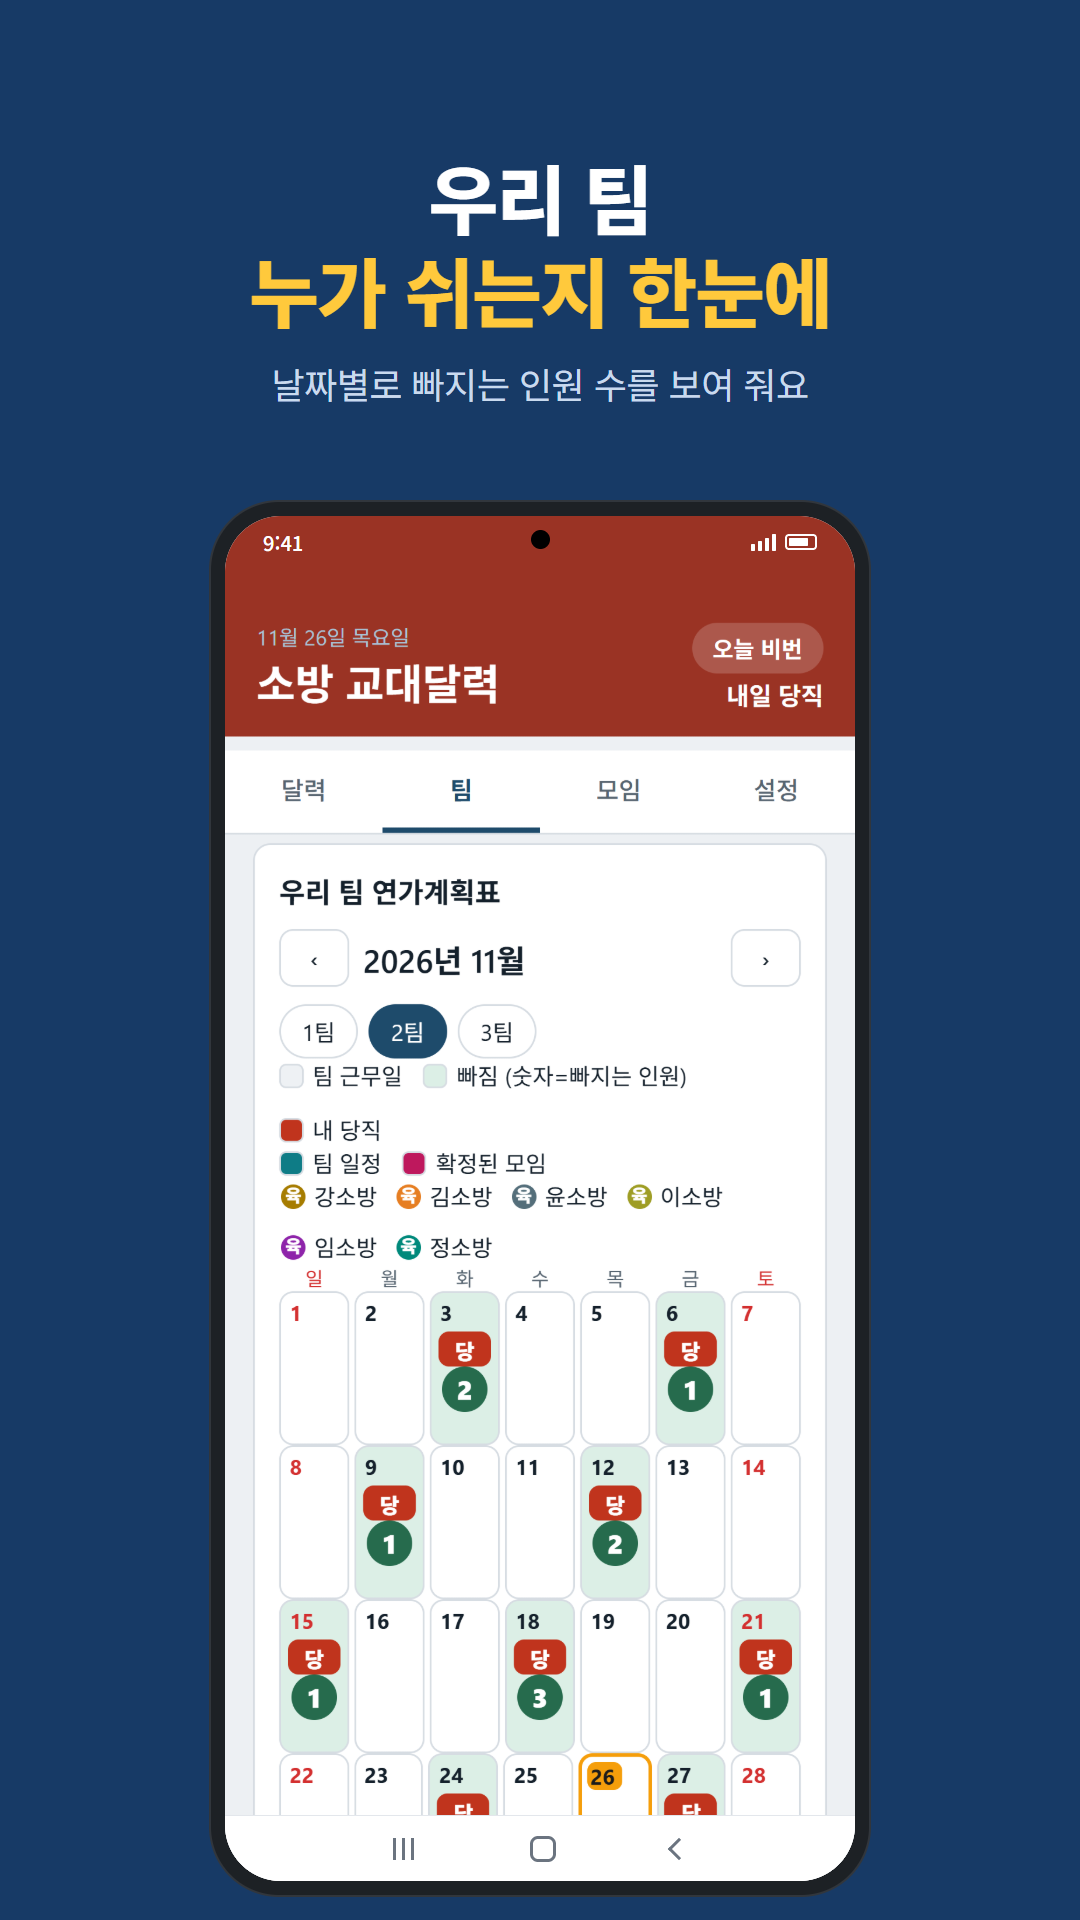 우리 팀
누가 쉬는지 한눈에
날짜별로 빠지는 인원 수를 보여 줘요
9:41
11월 26일 목요일
오늘 비번
소방 교대달력
내일 당직
달력 팀 모임 설정
우리 팀 연가계획표
‹ 2026년 11월 ›
1팀 2팀 3팀
팀 근무일 빠짐 (숫자=빠지는 인원)
내 당직
팀 일정 확정된 모임
육 강소방 육 김소방 육 윤소방 육 이소방
육 임소방 육 정소방
일 월 화 수 목 금 토
1 2 3 4 5 6 7
당 당
2 1
8 9 10 11 12 13 14
당 당
1 2
15 16 17 18 19 20 21
당 당 당
1 3 1
22 23 24 25 26 27 28
당 당